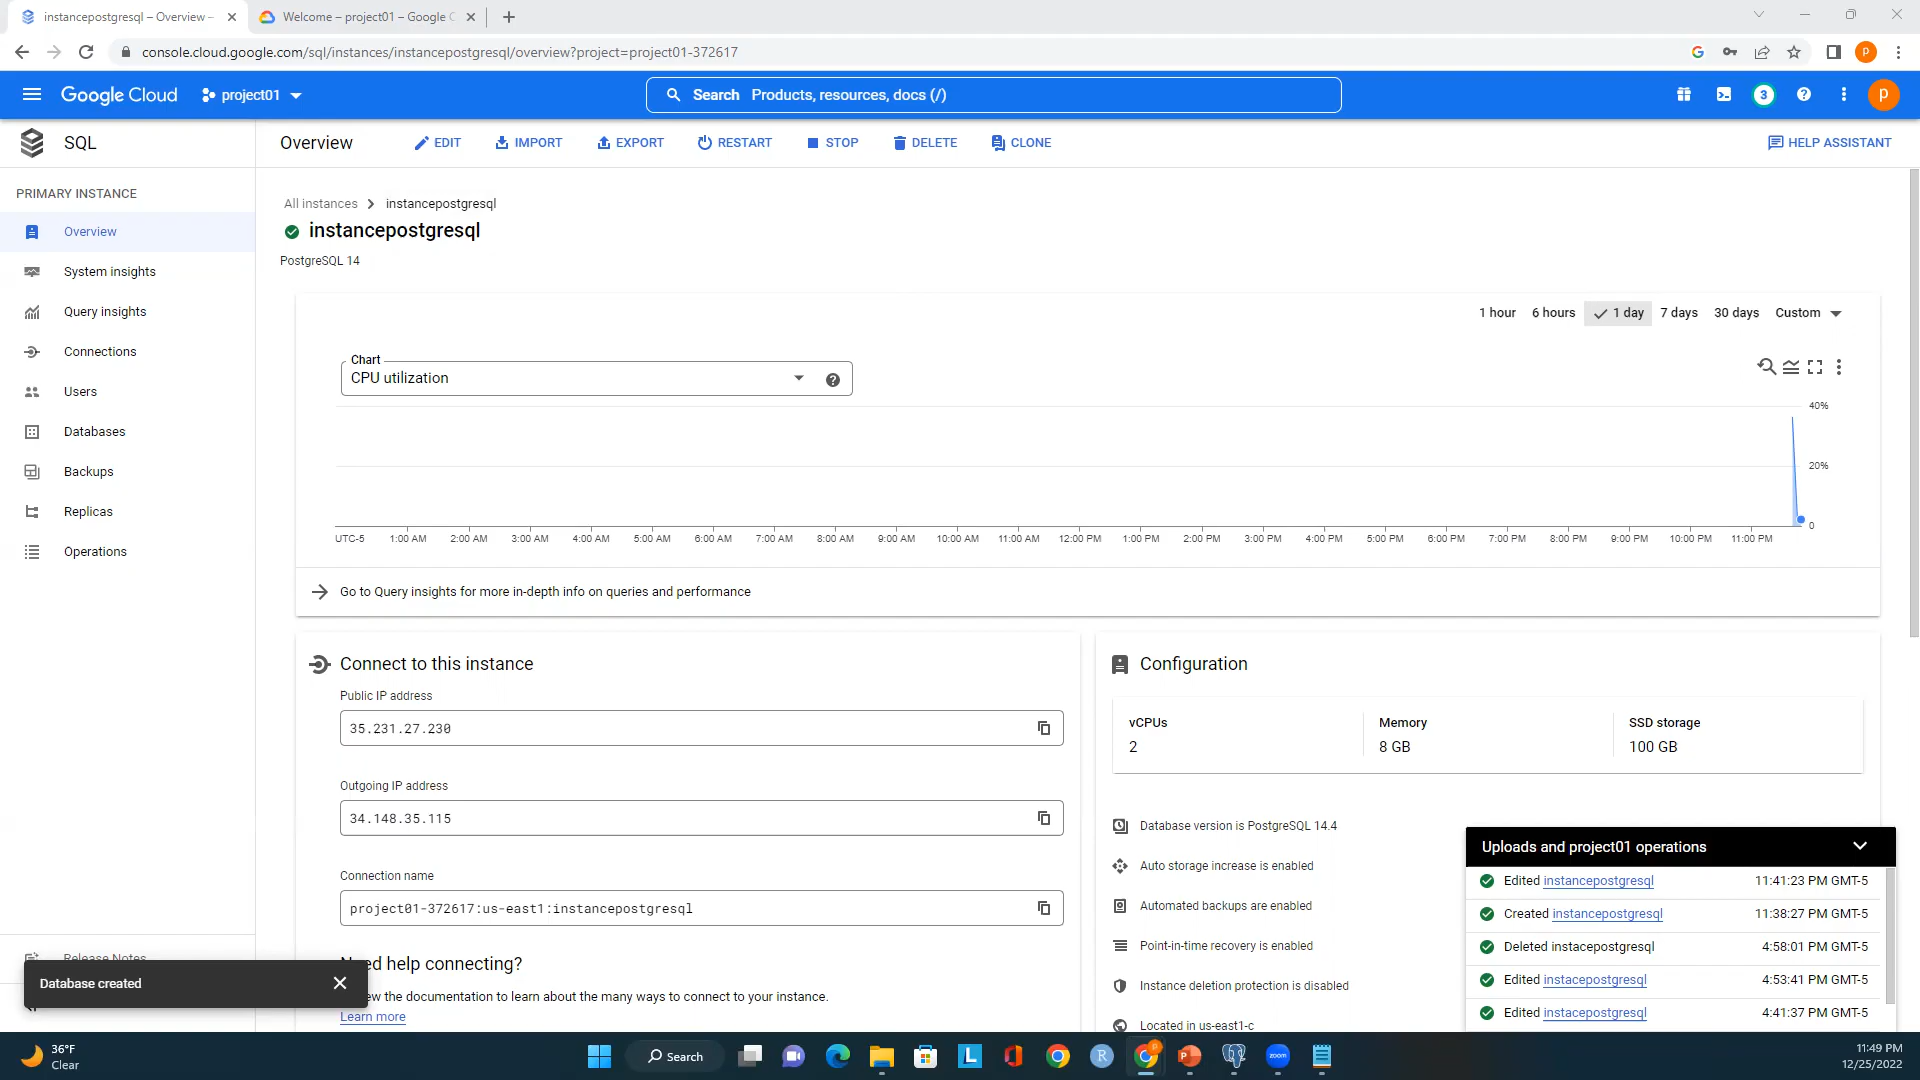 instancepostgresql – Overview –
Welcome – project01 – Google C
console.cloud.google.com/sql/instances/instancepostgresql/overview?project=project01-372617
G
P
Google Cloud
project01
Search Products, resources, docs (/)
3
P
SQL
Overview
EDIT
IMPORT
EXPORT
RESTART
STOP
DELETE
CLONE
HELP ASSISTANT
PRIMARY INSTANCE
Overview
System insights
Query insights
Connections
Users
Databases
Backups
Replicas
Operations
Release Notes
All instances
instancepostgresql
instancepostgresql
PostgreSQL 14
1 hour
6 hours
1 day
7 days
30 days
Custom
Chart
CPU utilization
40%
20%
0
UTC-5 1:00 AM 2:00 AM 3:00 AM 4:00 AM 5:00 AM 6:00 AM 7:00 AM 8:00 AM 9:00 AM 10:00 AM 11:00 AM 12:00 PM 1:00 PM 2:00 PM 3:00 PM 4:00 PM 5:00 PM 6:00 PM 7:00 PM 8:00 PM 9:00 PM 10:00 PM 11:00 PM
Go to Query insights for more in-depth info on queries and performance
Connect to this instance
Public IP address
35.231.27.230
Outgoing IP address
34.148.35.115
Connection name
project01-372617:us-east1:instancepostgresql
ed help connecting?
ew the documentation to learn about the many ways to connect to your instance.
Learn more
Configuration
vCPUs
2
Memory
8 GB
SSD storage
100 GB
Database version is PostgreSQL 14.4
Auto storage increase is enabled
Automated backups are enabled
Point-in-time recovery is enabled
Instance deletion protection is disabled
Located in us-east1-c
Uploads and project01 operations
Edited instancepostgresql 11:41:23 PM GMT-5
Created instancepostgresql 11:38:27 PM GMT-5
Deleted instacepostgresql 4:58:01 PM GMT-5
Edited instacepostgresql 4:53:41 PM GMT-5
Edited instacepostgresql 4:41:37 PM GMT-5
Database created
36°F
Clear
Search
L
R
P
P
zoom
11:49 PM
12/25/2022